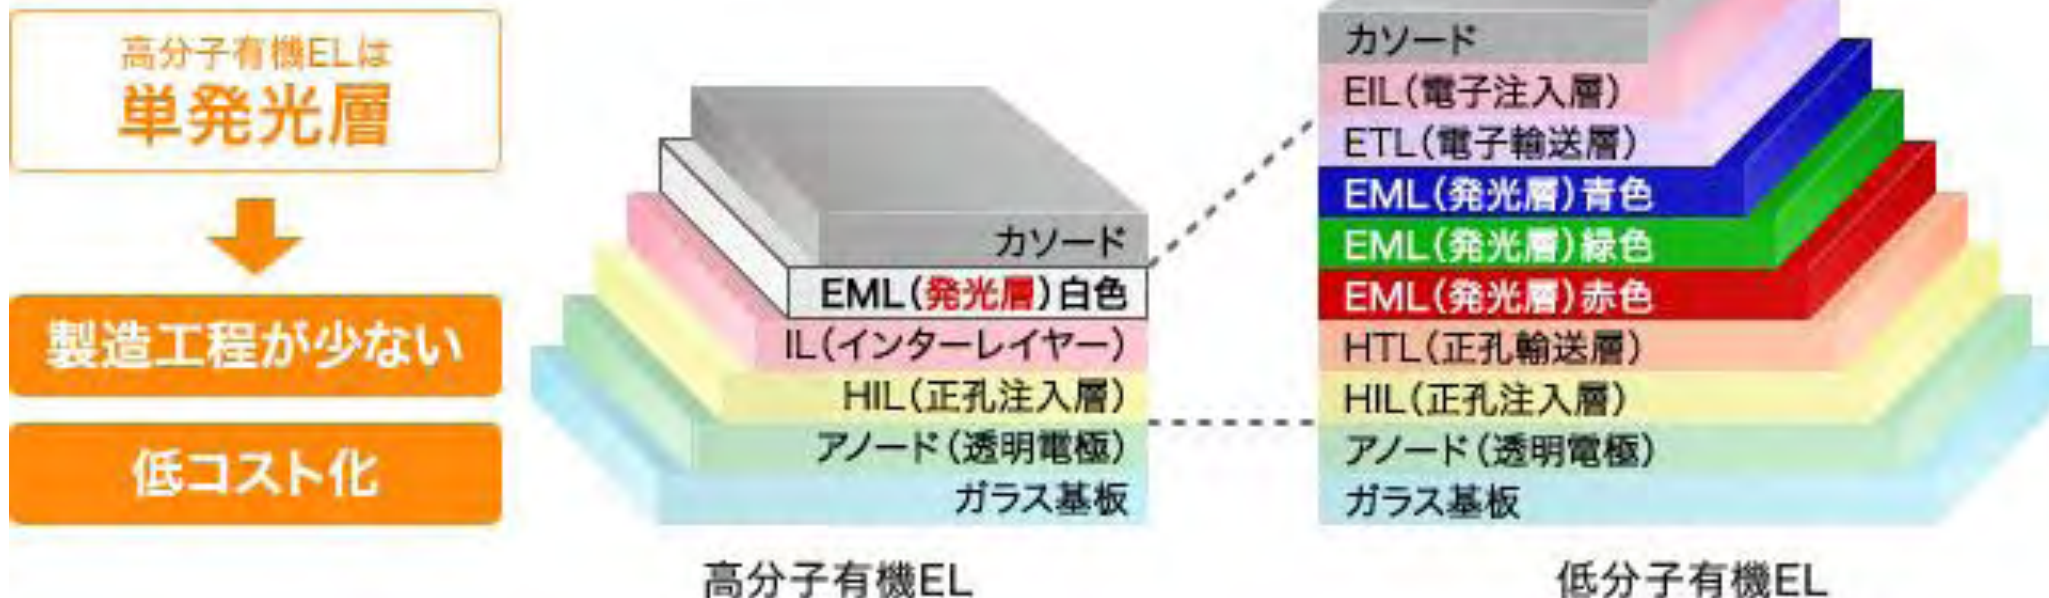 高分子有機ELは
単発光層
製造工程が少ない
低コスト化
カソード
EML(発光層)白色
IL(インターレイヤー)
HIL(正孔注入層)
アノード(透明電極)
ガラス基板
高分子有機EL
カソード
EIL(電子注入層)
ETL(電子輸送層)
EML(発光層)青色
EML(発光層)緑色
EML(発光層)赤色
HTL(正孔輸送層)
HIL(正孔注入層)
アノード(透明電極)
ガラス基板
低分子有機EL